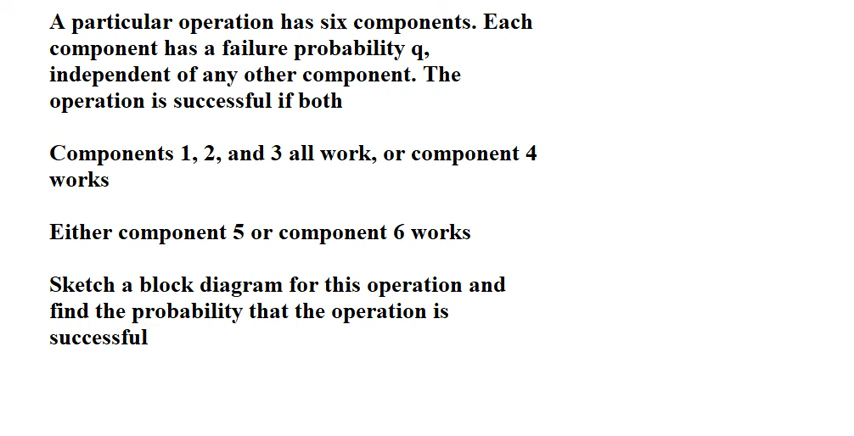 A particular operation has six components. Each
component has a failure probability q,
independent of any other component. The
operation is successful if both
Components 1, 2, and 3 all work, or component 4
works
Either component 5 or component 6 works
Sketch a block diagram for this operation and
find the probability that the operation is
successful